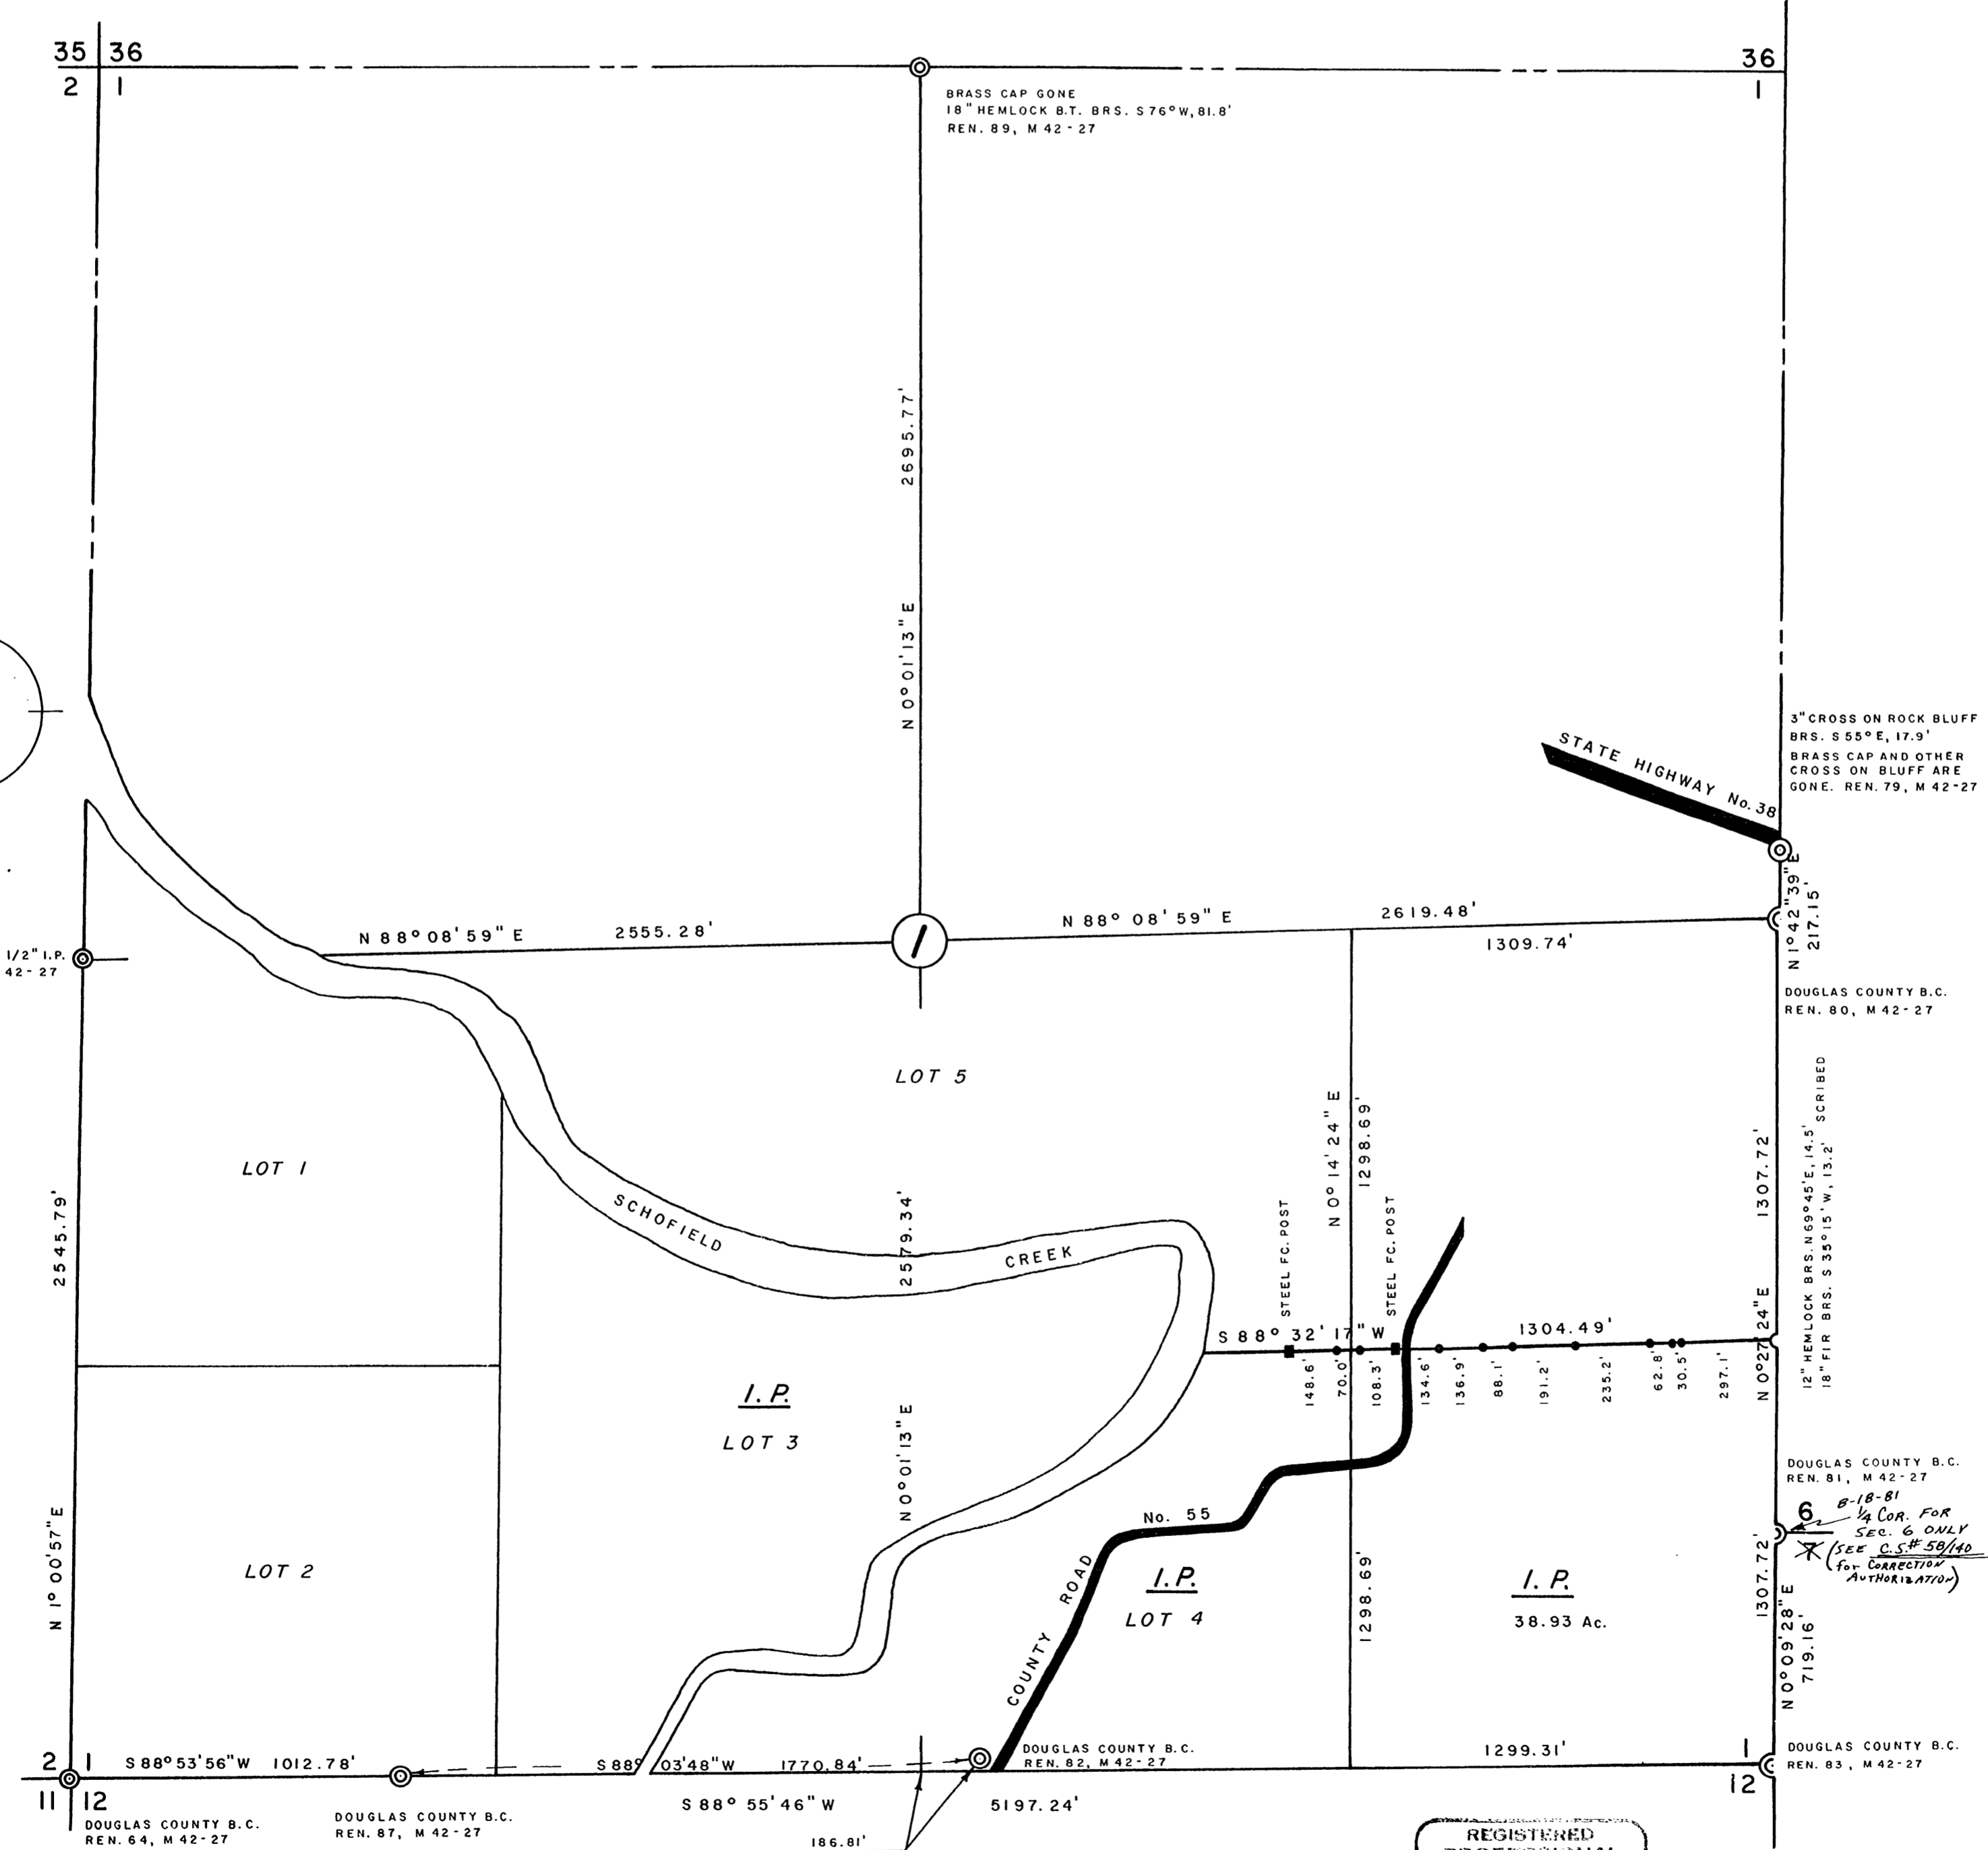 35 36
36
2 1
1
BRASS CAP GONE
18" HEMLOCK B.T. BRS. S 76° W, 81.8'
REN. 89, M 42-27
2695.77'
N 0° 01' 13" E
3" CROSS ON ROCK BLUFF
BRS. S 55° E, 17.9'
BRASS CAP AND OTHER
CROSS ON BLUFF ARE
GONE. REN. 79, M 42-27
STATE HIGHWAY No. 38
N 1° 42' 39" E
217.15'
N 88° 08' 59" E 2555.28'
1
N 88° 08' 59" E 2619.48'
1309.74'
1/2" I.P.
42-27
DOUGLAS COUNTY B.C.
REN. 80, M 42-27
LOT 5
LOT 1
2545.79'
SCHOFIELD CREEK
2579.34'
N 0° 14' 24" E
1298.69'
STEEL FC. POST
STEEL FC. POST
1307.72'
12" HEMLOCK BRS. N 69° 45' E, 14.5'
18" FIR BRS. S 35° 15' W, 13.2' SCRIBED
S 88° 32' 17" W 1304.49'
N 0° 27' 24" E
148.6'
70.0'
108.3'
134.6'
136.9'
88.1'
191.2'
235.2'
62.8'
30.5'
297.1'
I.P.
LOT 3
N 0° 01' 13" E
DOUGLAS COUNTY B.C.
REN. 81, M 42-27
6
7
8-18-81
1/4 COR. FOR
SEC. 6 ONLY
(SEE C.S.# 58/140
for CORRECTION
AUTHORIZATION)
N 1° 00' 57" E
LOT 2
No. 55
COUNTY ROAD
I.P.
LOT 4
1298.69'
I.P.
38.93 Ac.
1307.72'
N 0° 09' 28" E
719.16'
2 1
S 88° 53' 56" W 1012.78'
S 88° 03' 48" W 1770.84'
DOUGLAS COUNTY B.C.
REN. 82, M 42-27
1299.31'
1
12
DOUGLAS COUNTY B.C.
REN. 83, M 42-27
11 12
DOUGLAS COUNTY B.C.
REN. 64, M 42-27
DOUGLAS COUNTY B.C.
REN. 87, M 42-27
S 88° 55' 46" W 5197.24'
186.81'
REGISTERED